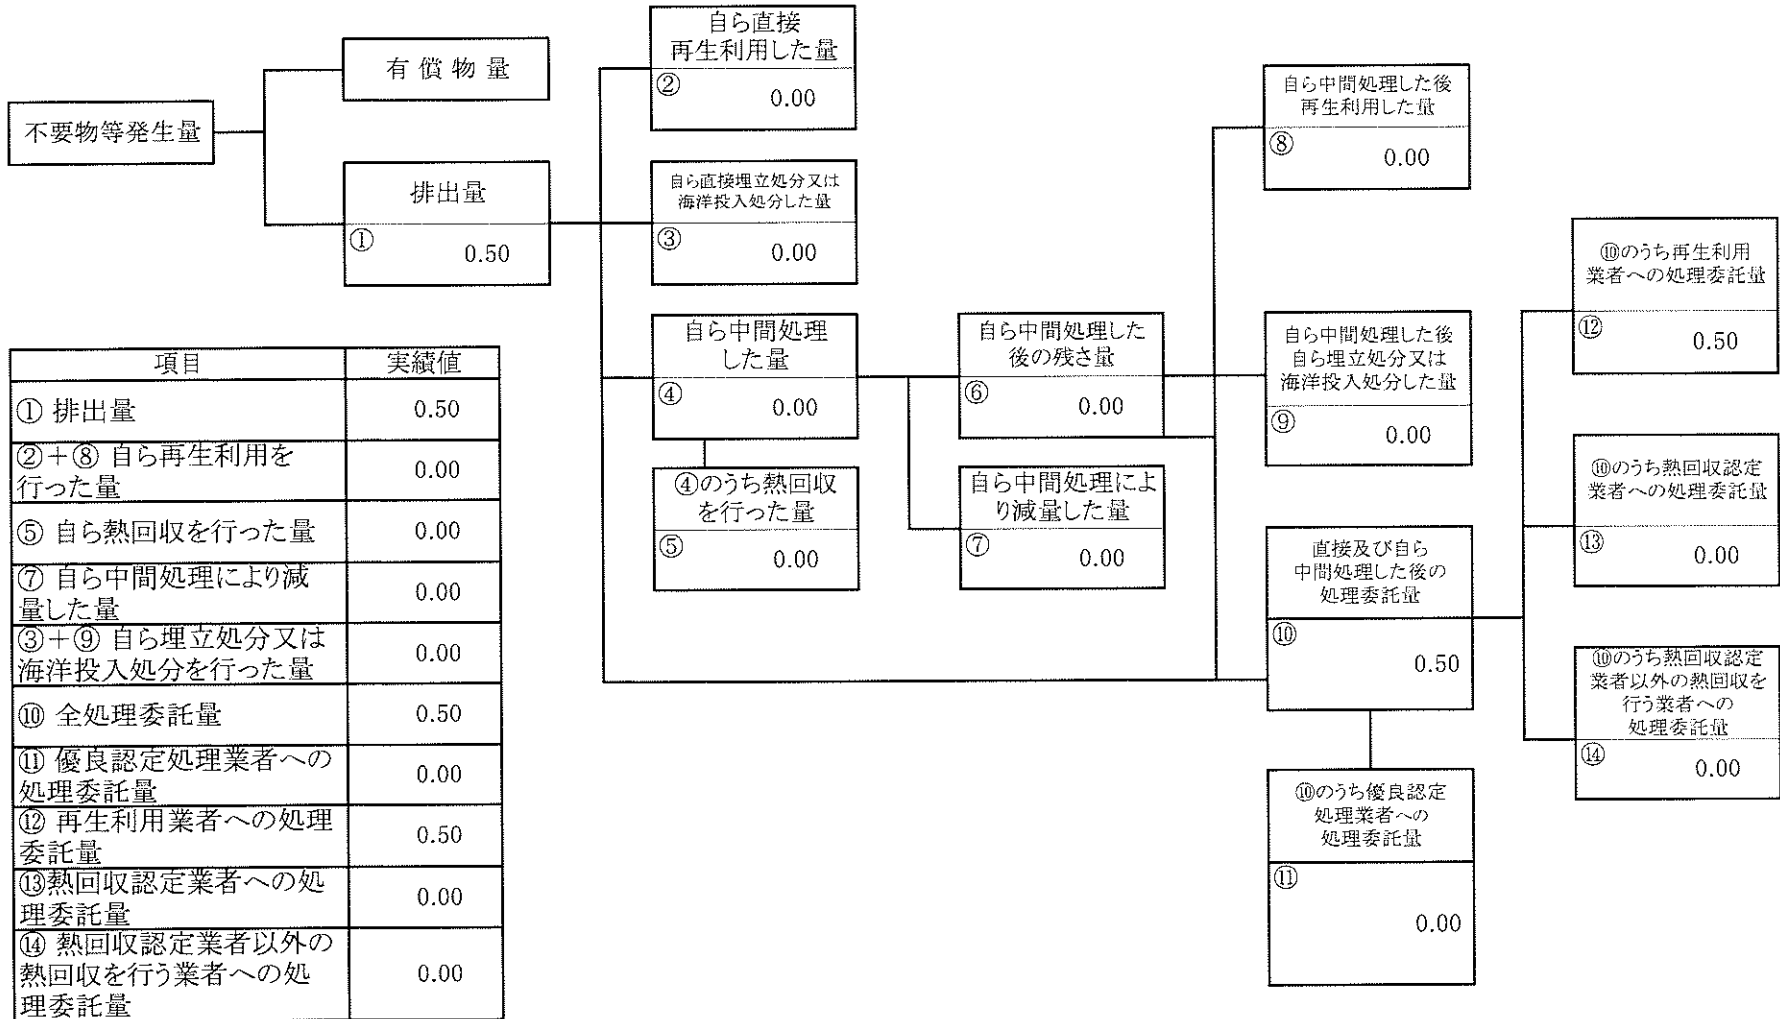 不要物等発生量
有償物量
排出量
① 0.50
自ら直接
再生利用した量
② 0.00
自ら直接埋立処分又は
海洋投入処分した量
③ 0.00
自ら中間処理
した量
④ 0.00
④のうち熱回収
を行った量
⑤ 0.00
自ら中間処理した
後の残さ量
⑥ 0.00
自ら中間処理によ
り減量した量
⑦ 0.00
自ら中間処理した後
再生利用した量
⑧ 0.00
自ら中間処理した後
自ら埋立処分又は
海洋投入処分した量
⑨ 0.00
直接及び自ら
中間処理した後の
処理委託量
⑩ 0.50
⑩のうち優良認定
処理業者への
処理委託量
⑪ 0.00
⑩のうち再生利用
業者への処理委託量
⑫ 0.50
⑩のうち熱回収認定
業者への処理委託量
⑬ 0.00
⑩のうち熱回収認定
業者以外の熱回収を
行う業者への
処理委託量
⑭ 0.00
項目 実績値
① 排出量 0.50
②+⑧ 自ら再生利用を
行った量 0.00
⑤ 自ら熱回収を行った量 0.00
⑦ 自ら中間処理により減
量した量 0.00
③+⑨ 自ら埋立処分又は
海洋投入処分を行った量 0.00
⑩ 全処理委託量 0.50
⑪ 優良認定処理業者への
処理委託量 0.00
⑫ 再生利用業者への処理
委託量 0.50
⑬熱回収認定業者への処
理委託量 0.00
⑭ 熱回収認定業者以外の
熱回収を行う業者への処
理委託量 0.00